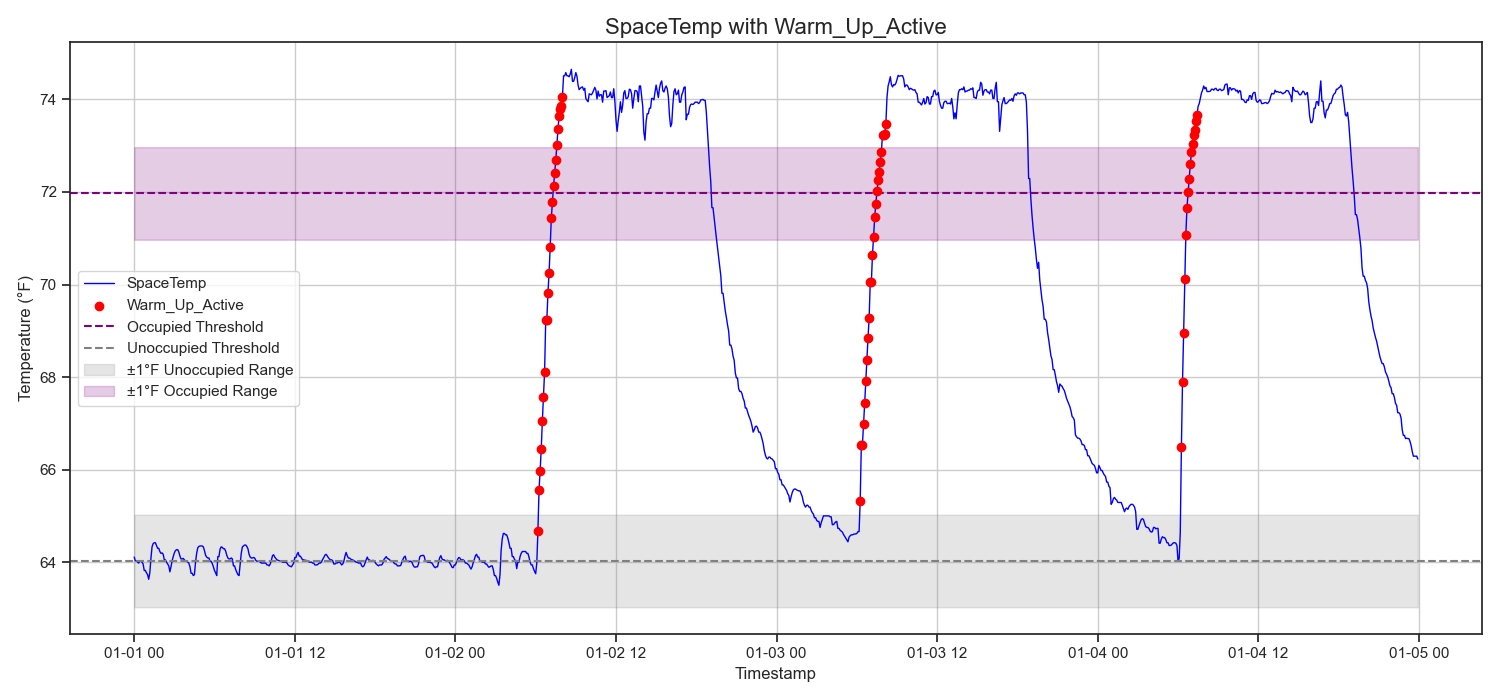 SpaceTemp with Warm_Up_Active
Temperature (°F)
74
72
70
68
66
64
SpaceTemp
Warm_Up_Active
Occupied Threshold
Unoccupied Threshold
±1°F Unoccupied Range
±1°F Occupied Range
01-01 00
01-01 12
01-02 00
01-02 12
01-03 00
01-03 12
01-04 00
01-04 12
01-05 00
Timestamp